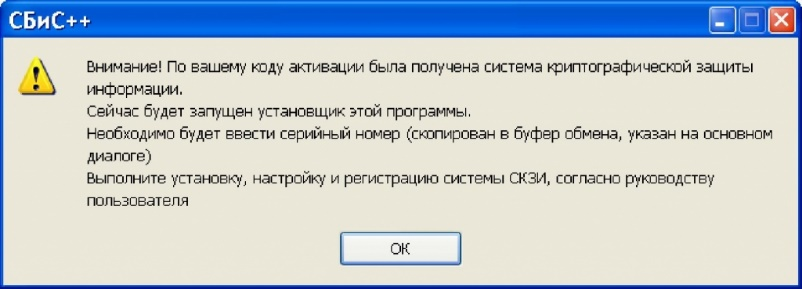 СБиС++
Внимание! По вашему коду активации была получена система криптографической защиты
информации.
Сейчас будет запущен установщик этой программы.
Необходимо будет ввести серийный номер (скопирован в буфер обмена, указан на основном
диалоге)
Выполните установку, настройку и регистрацию системы СКЗИ, согласно руководству
пользователя
ОК